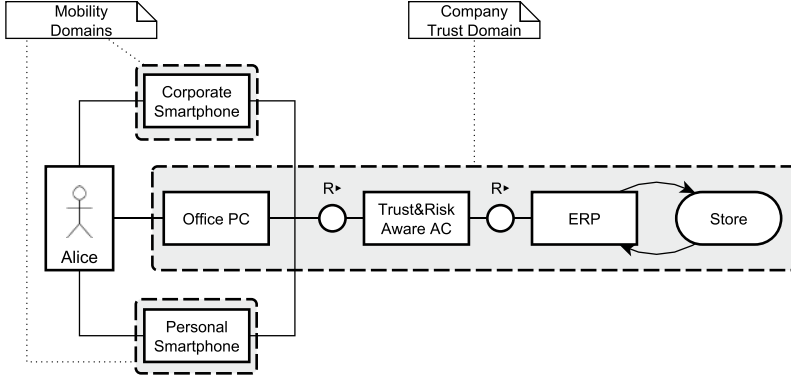 Mobility
Domains
Company
Trust Domain
Corporate
Smartphone
R▸
R▸
Alice
Office PC
Trust&Risk
Aware AC
ERP
Store
Personal
Smartphone